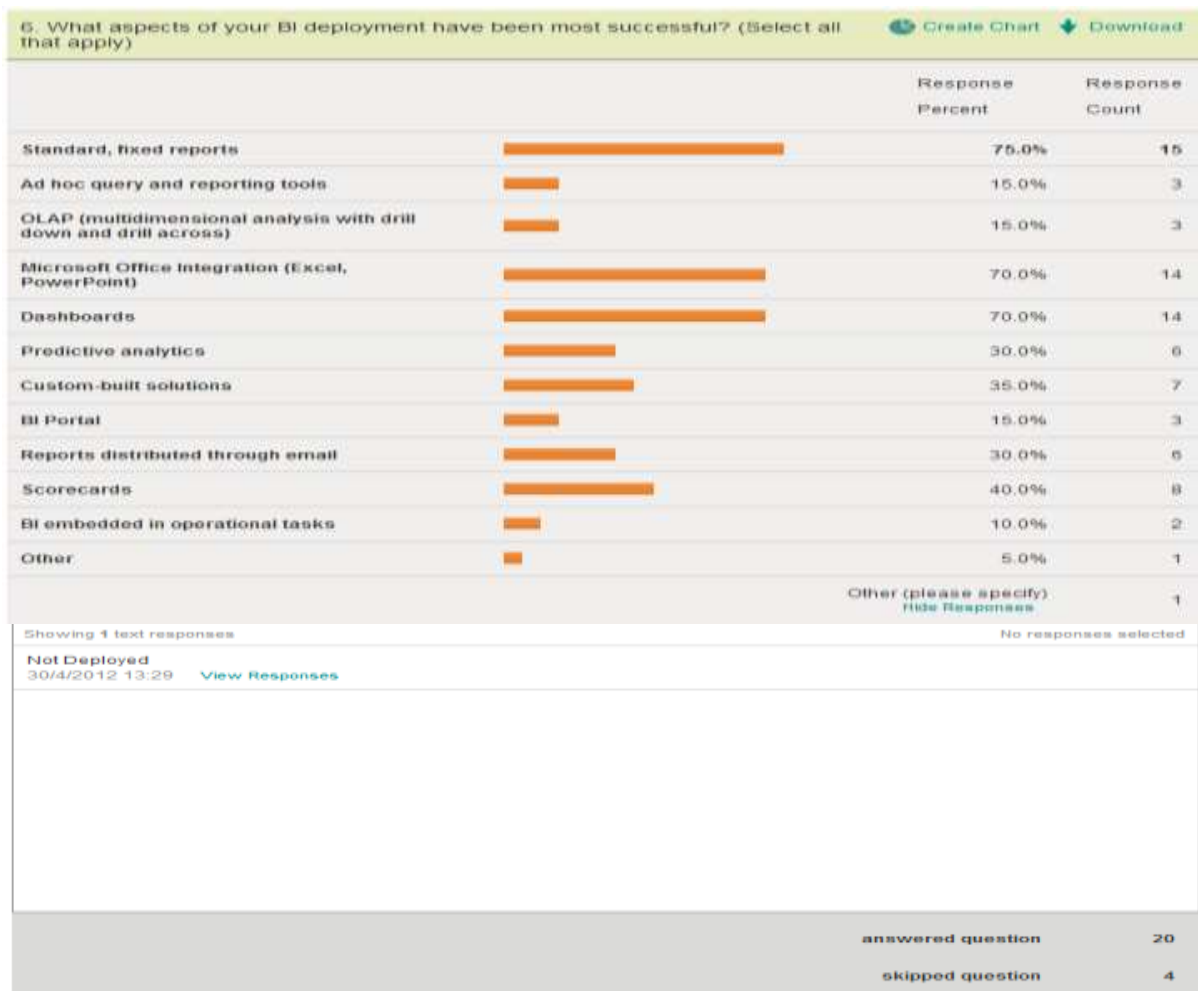 6. What aspects of your BI deployment have been most successful? (Select all that apply)
Create Chart Download
Response Percent
Response Count
Standard, fixed reports 75.0% 15
Ad hoc query and reporting tools 15.0% 3
OLAP (multidimensional analysis with drill
down and drill across) 15.0% 3
Microsoft Office Integration (Excel,
PowerPoint) 70.0% 14
Dashboards 70.0% 14
Predictive analytics 30.0% 6
Custom-built solutions 35.0% 7
BI Portal 15.0% 3
Reports distributed through email 30.0% 6
Scorecards 40.0% 8
BI embedded in operational tasks 10.0% 2
Other 5.0% 1
Other (please specify) 1
Hide Responses
Showing 1 text responses No responses selected
Not Deployed
30/4/2012 13:29 View Responses
answered question 20
skipped question 4